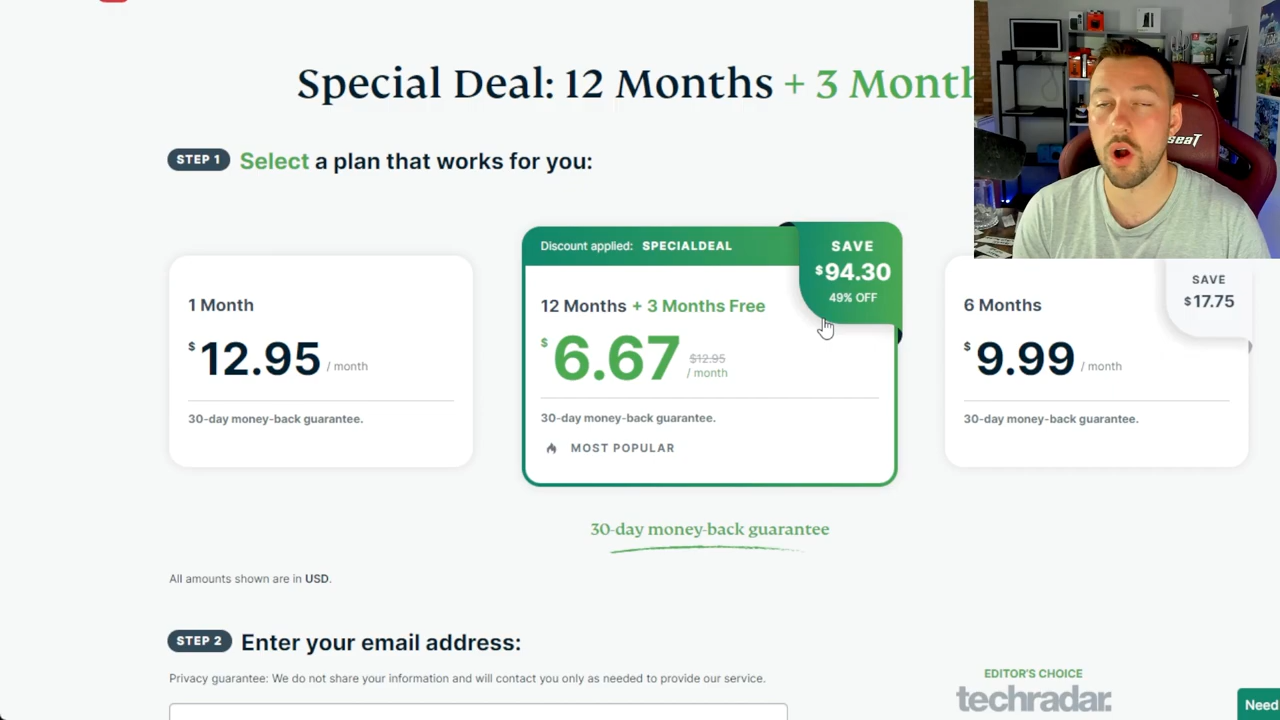 Special Deal: 12 Months + 3 Month
STEP 1 Select a plan that works for you:
1 Month
$12.95 / month
30-day money-back guarantee.
Discount applied: SPECIALDEAL
SAVE
$94.30
49% OFF
12 Months + 3 Months Free
$6.67 $12.95 / month
30-day money-back guarantee.
MOST POPULAR
SAVE
$17.75
6 Months
$9.99 / month
30-day money-back guarantee.
30-day money-back guarantee
All amounts shown are in USD.
STEP 2 Enter your email address:
Privacy guarantee: We do not share your information and will contact you only as needed to provide our service.
EDITOR'S CHOICE
techradar.
Need